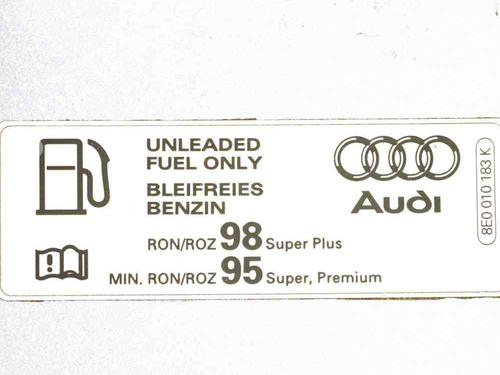 UNLEADED
FUEL ONLY
BLEIFREIES
BENZIN
RON/ROZ 98 Super Plus
MIN. RON/ROZ 95 Super, Premium
Audi
8E0 010 183 K